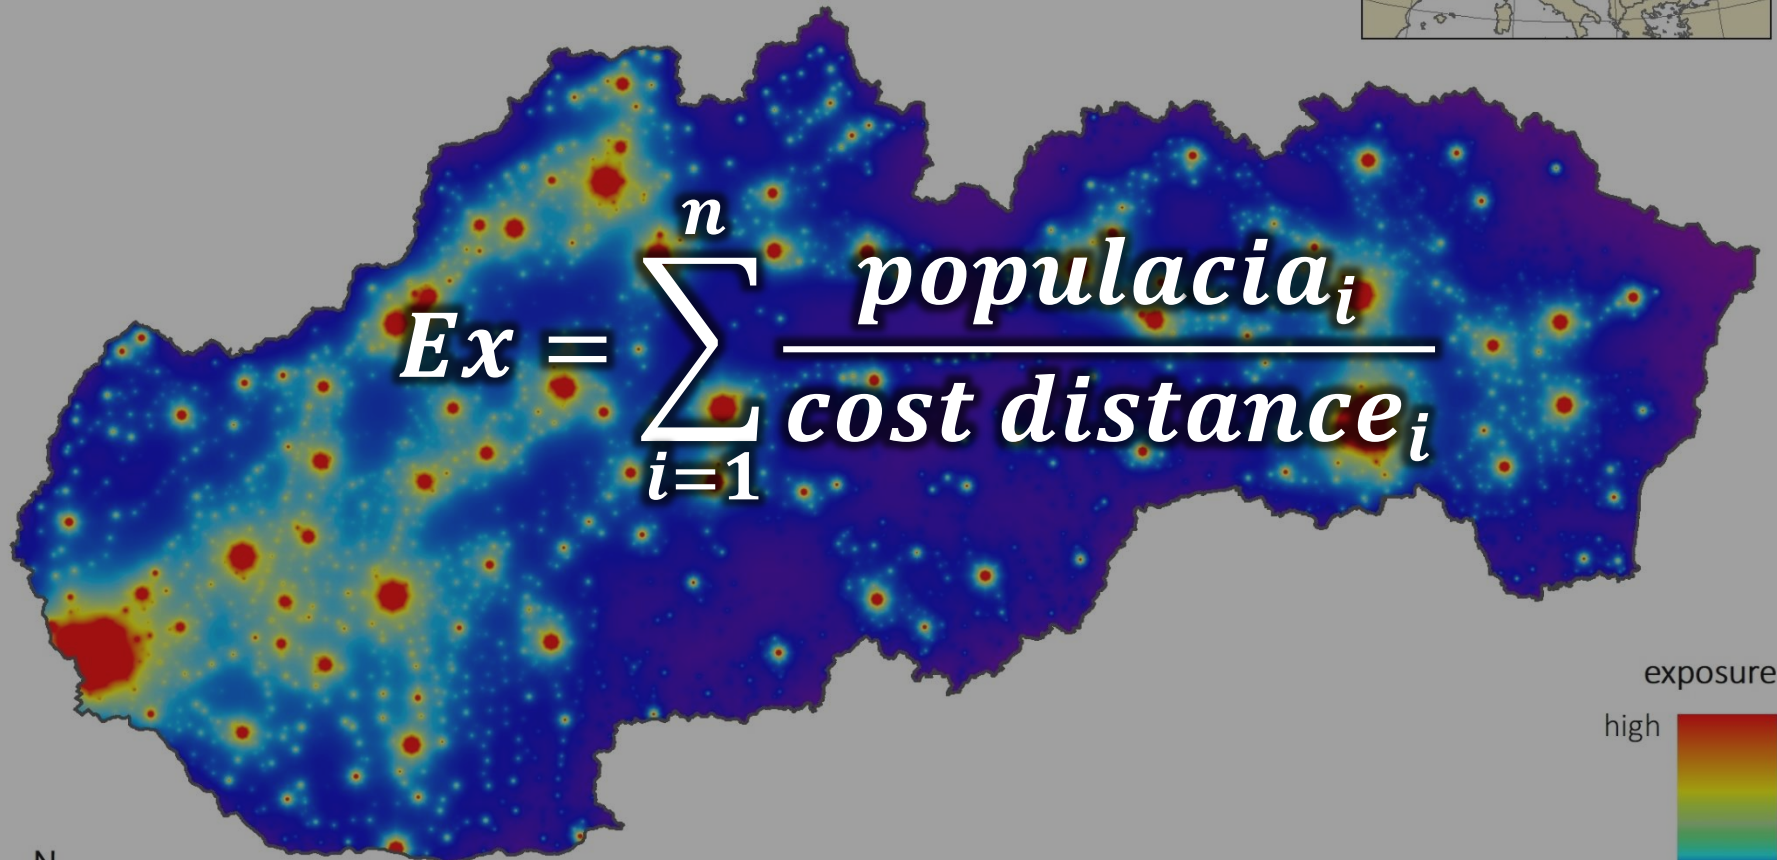 n
Ex = ∑ populacia_i / cost distance_i
i=1
exposure
high
N